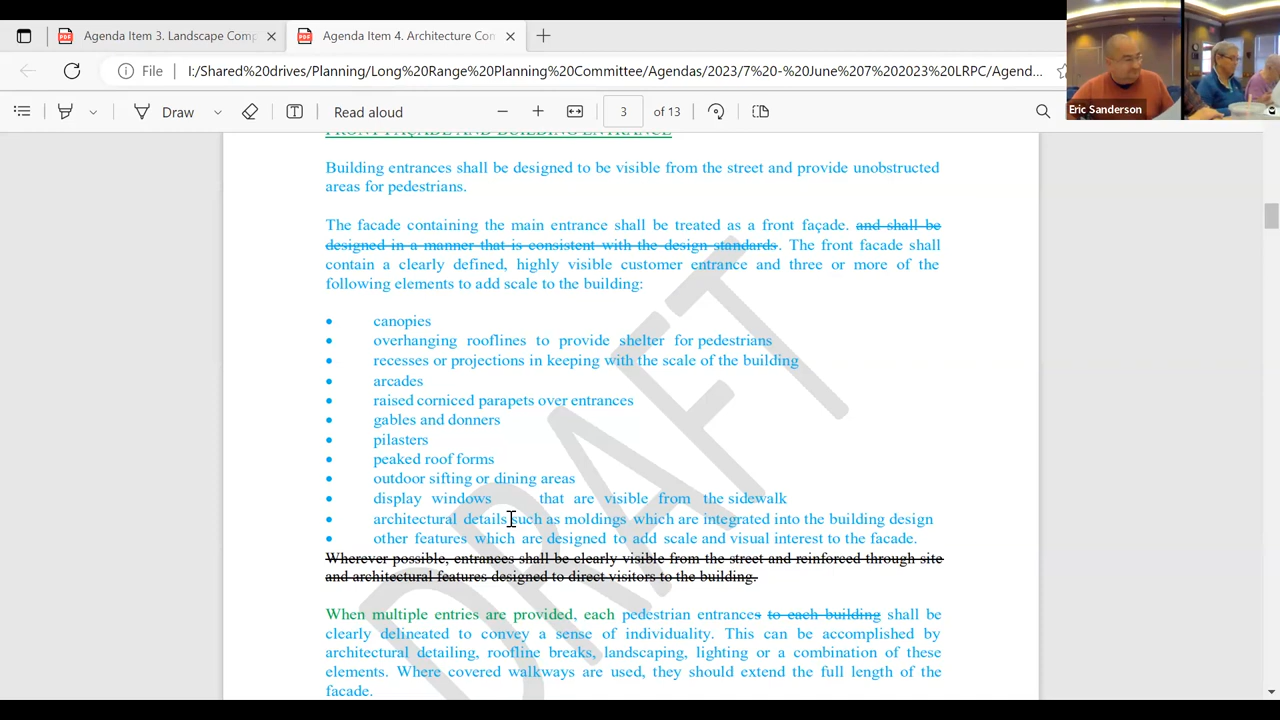 Agenda Item 3. Landscape Comp
Agenda Item 4. Architecture Con
File
I:/Shared%20drives/Planning/Long%20Range%20Planning%20Committee/Agendas/2023/7%20-%20June%207%202023%20LRPC/Agend...
Draw
Read aloud
3
of 13
Eric Sanderson
FRONT FAÇADE AND BUILDING ENTRANCE
Building entrances shall be designed to be visible from the street and provide unobstructed
areas for pedestrians.
The facade containing the main entrance shall be treated as a front façade. and shall be
designed in a manner that is consistent with the design standards. The front facade shall
contain a clearly defined, highly visible customer entrance and three or more of the
following elements to add scale to the building:
• canopies
• overhanging rooflines to provide shelter for pedestrians
• recesses or projections in keeping with the scale of the building
• arcades
• raised corniced parapets over entrances
• gables and donners
• pilasters
• peaked roof forms
• outdoor sifting or dining areas
• display windows that are visible from the sidewalk
• architectural details such as moldings which are integrated into the building design
• other features which are designed to add scale and visual interest to the facade.
Wherever possible, entrances shall be clearly visible from the street and reinforced through site
and architectural features designed to direct visitors to the building.
When multiple entries are provided, each pedestrian entrances to each building shall be
clearly delineated to convey a sense of individuality. This can be accomplished by
architectural detailing, roofline breaks, landscaping, lighting or a combination of these
elements. Where covered walkways are used, they should extend the full length of the
facade.
DRAFT